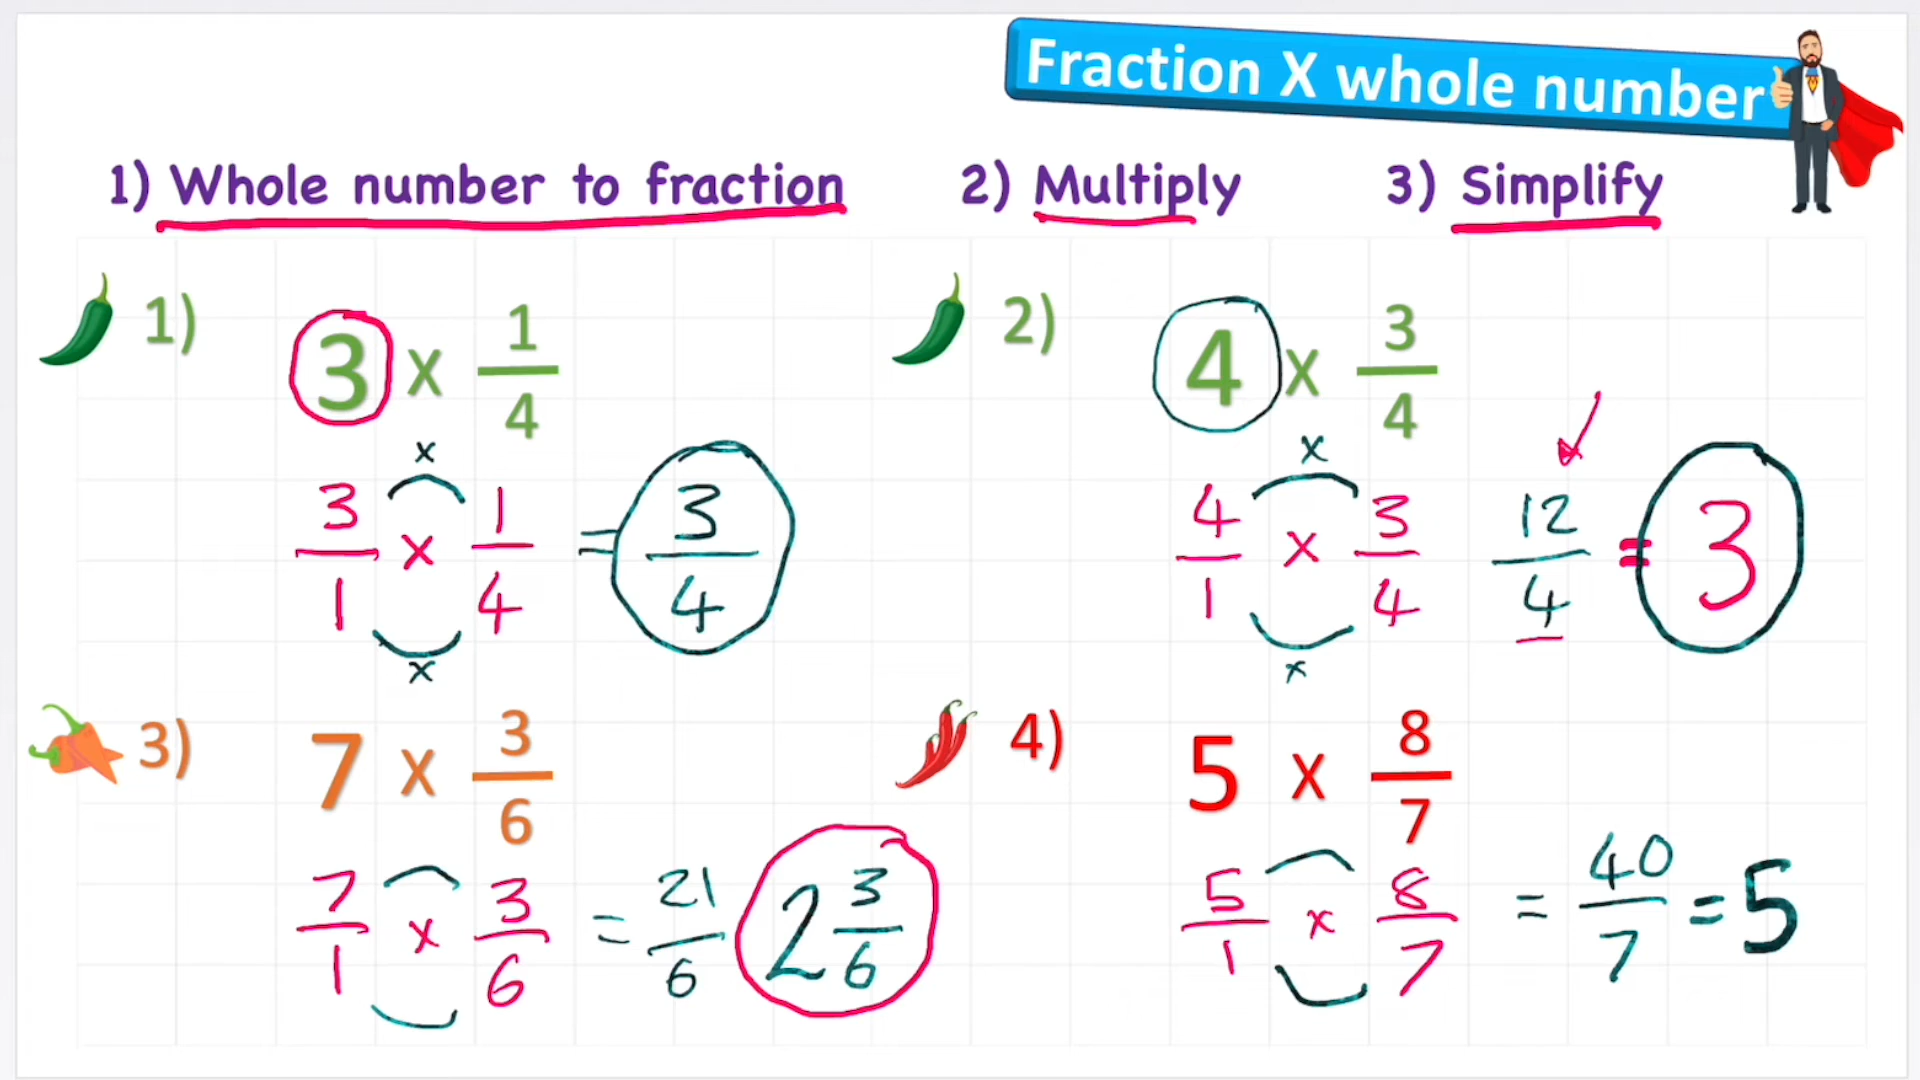 Fraction X whole number
1) Whole number to fraction 2) Multiply 3) Simplify
1) 3 x 1/4
x
3/1 x 1/4 = 3/4
x
2) 4 x 3/4
x
4/1 x 3/4 12/4 = 3
x
3) 7 x 3/6
7/1 x 3/6 = 21/6 2 3/6
4) 5 x 8/7
5/1 x 8/7 = 40/7 = 5